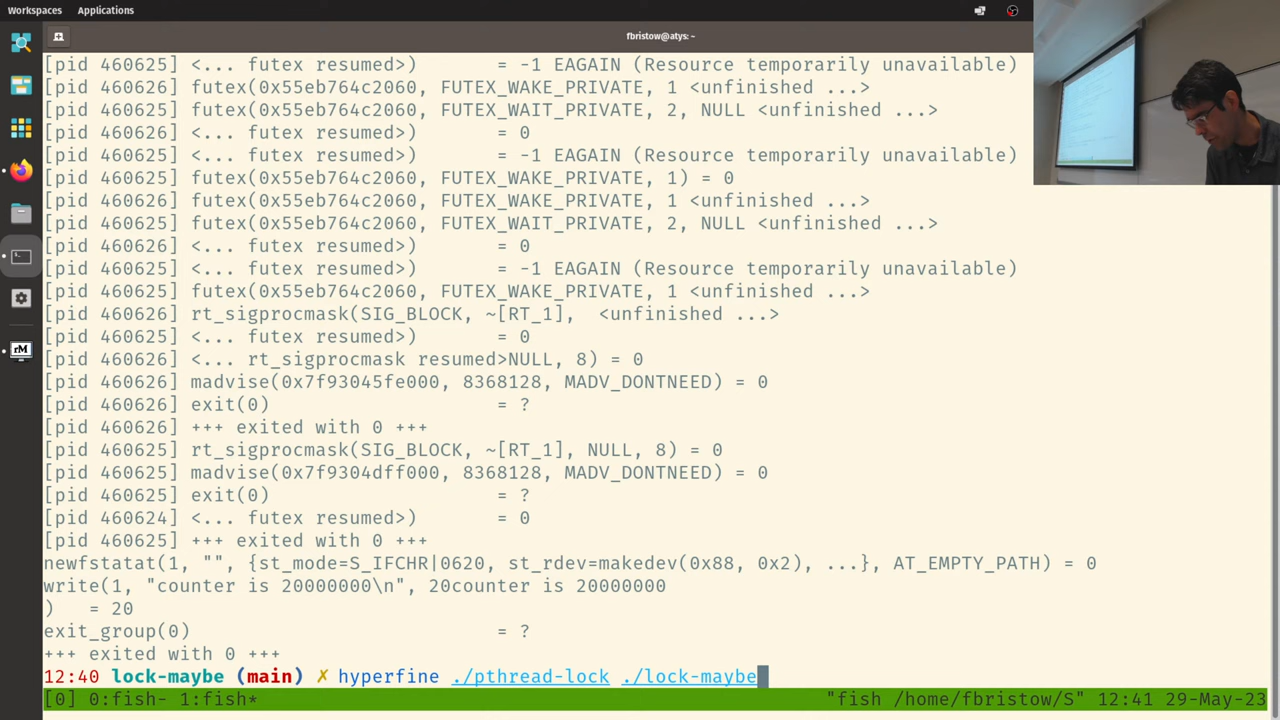 Workspaces Applications
fbristow@atys: ~
[pid 460625] <... futex resumed>) = -1 EAGAIN (Resource temporarily unavailable)
[pid 460625] futex(0x55eb764c2060, FUTEX_WAKE_PRIVATE, 1 <unfinished ...>
[pid 460626] futex(0x55eb764c2060, FUTEX_WAIT_PRIVATE, 2, NULL <unfinished ...>
[pid 460626] <... futex resumed>) = 0
[pid 460626] <... futex resumed>) = -1 EAGAIN (Resource temporarily unavailable)
[pid 460625] futex(0x55eb764c2060, FUTEX_WAKE_PRIVATE, 1) = 0
[pid 460626] futex(0x55eb764c2060, FUTEX_WAKE_PRIVATE, 1 <unfinished ...>
[pid 460625] futex(0x55eb764c2060, FUTEX_WAIT_PRIVATE, 2, NULL <unfinished ...>
[pid 460626] <... futex resumed>) = 0
[pid 460625] <... futex resumed>) = -1 EAGAIN (Resource temporarily unavailable)
[pid 460625] futex(0x55eb764c2060, FUTEX_WAKE_PRIVATE, 1 <unfinished ...>
[pid 460626] rt_sigprocmask(SIG_BLOCK, ~[RT_1], <unfinished ...>
[pid 460625] <... futex resumed>) = 0
[pid 460626] <... rt_sigprocmask resumed>NULL, 8) = 0
[pid 460626] madvise(0x7f93045fe000, 8368128, MADV_DONTNEED) = 0
[pid 460626] exit(0) = ?
[pid 460626] +++ exited with 0 +++
[pid 460625] rt_sigprocmask(SIG_BLOCK, ~[RT_1], NULL, 8) = 0
[pid 460625] madvise(0x7f9304dff000, 8368128, MADV_DONTNEED) = 0
[pid 460625] exit(0) = ?
[pid 460624] <... futex resumed>) = 0
[pid 460625] +++ exited with 0 +++
newfstatat(1, "", {st_mode=S_IFCHR|0620, st_rdev=makedev(0x88, 0x2), ...}, AT_EMPTY_PATH) = 0
write(1, "counter is 20000000\n", 20counter is 20000000
) = 20
exit_group(0) = ?
+++ exited with 0 +++
12:40 lock-maybe (main) ✗ hyperfine ./pthread-lock ./lock-maybe
[0] 0:fish- 1:fish* "fish /home/fbristow/S" 12:41 29-May-23